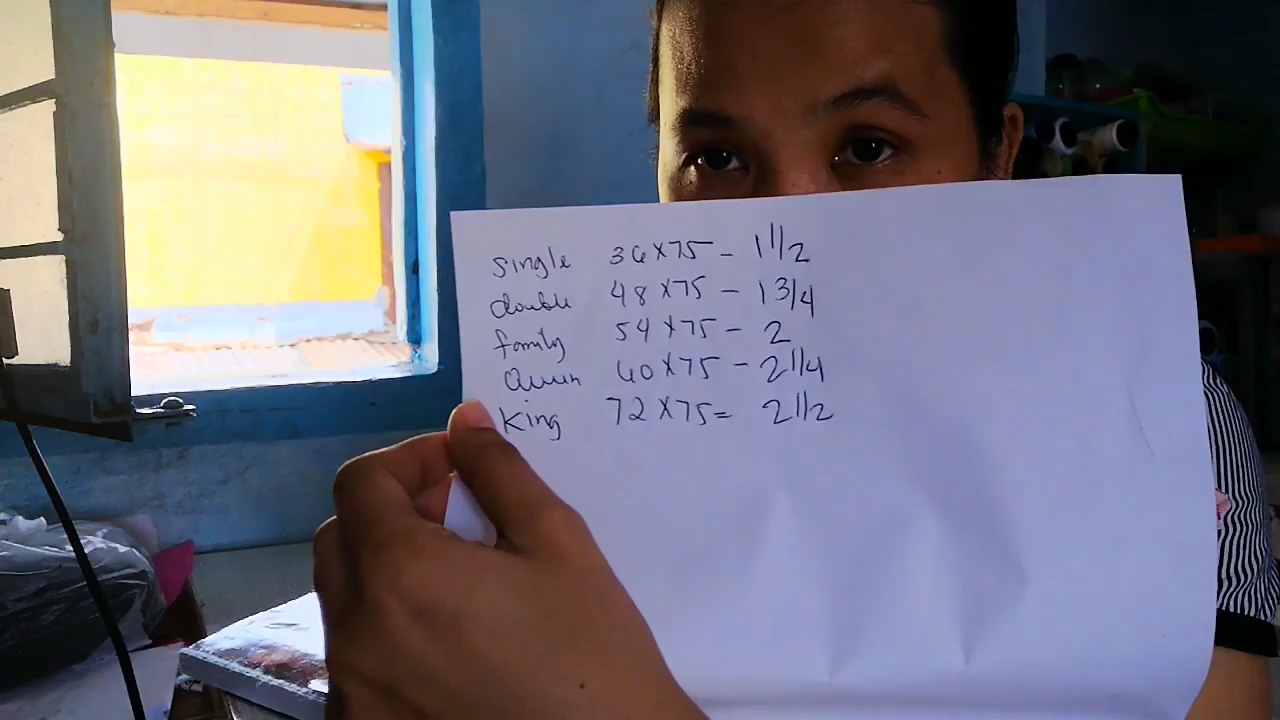 single 36x75 - 1 1/2
double 48x75 - 1 3/4
family 54x75 - 2
Queen 60x75 - 2 1/4
King 72x75 = 2 1/2